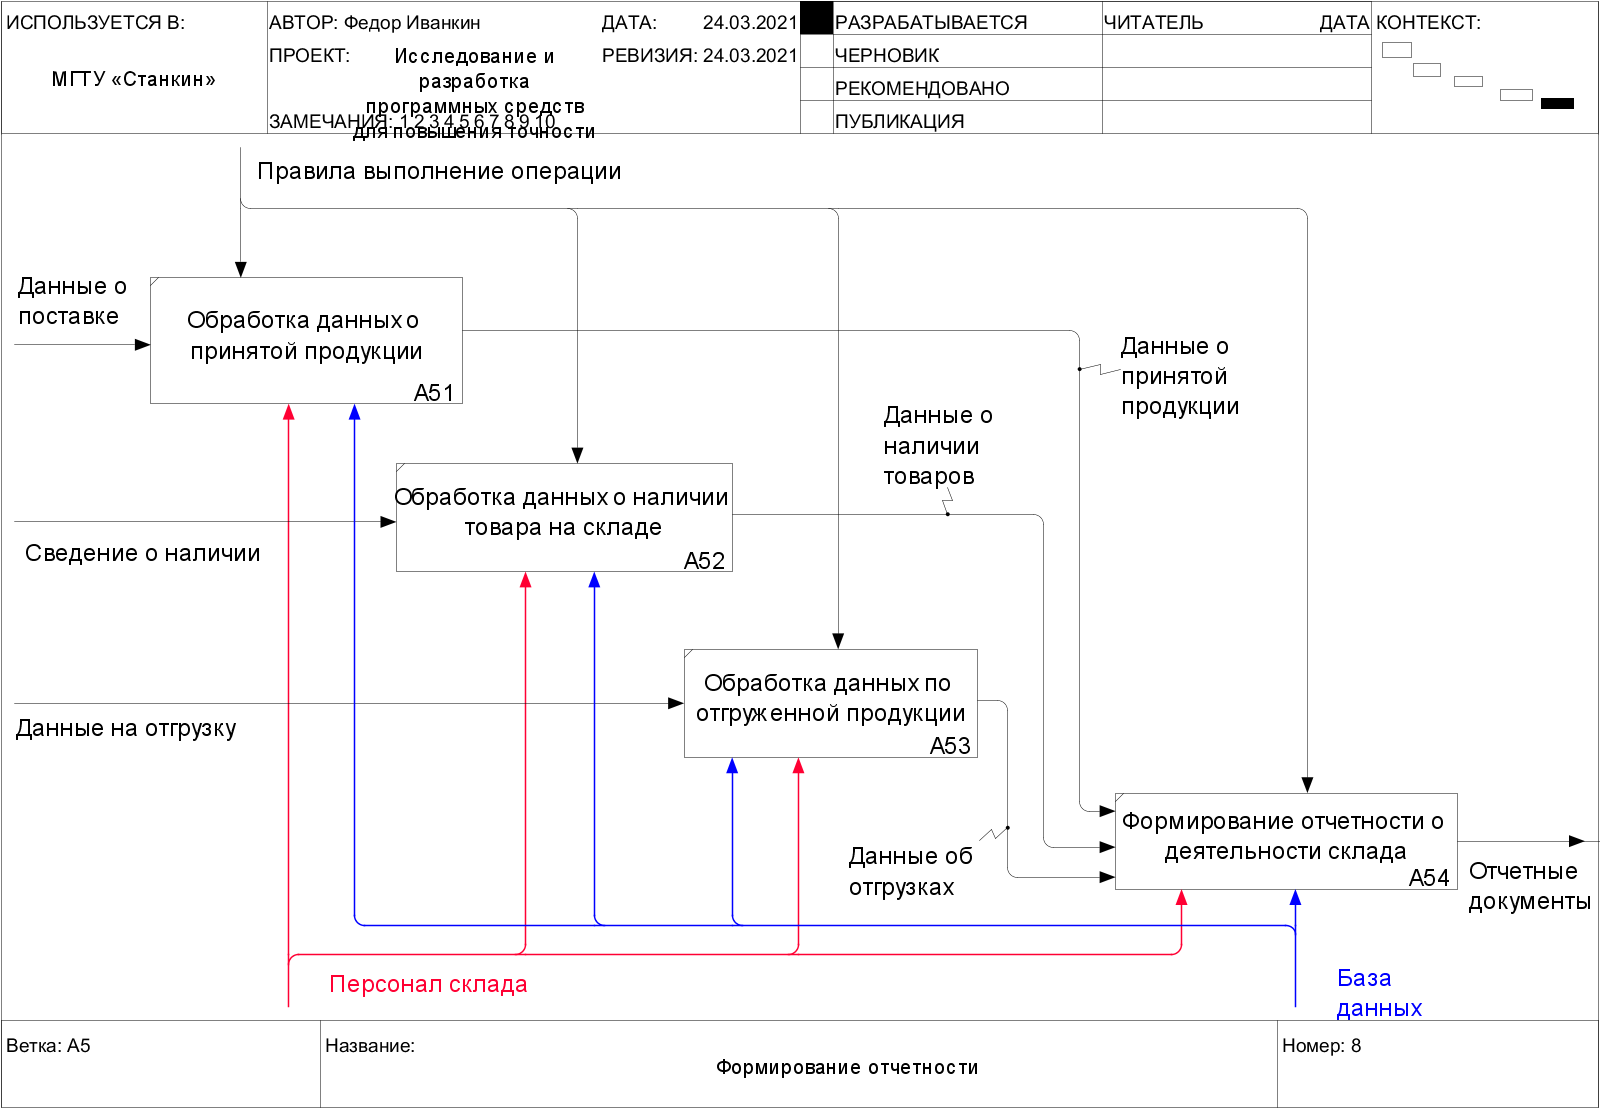 ИСПОЛЬЗУЕТСЯ В:
МГТУ «Станкин»
АВТОР: Федор Иванкин
ДАТА: 24.03.2021
ПРОЕКТ: Исследование и
разработка
программных средств
для повышения точности
РЕВИЗИЯ: 24.03.2021
ЗАМЕЧАНИЯ: 1 2 3 4 5 6 7 8 9 10
РАЗРАБАТЫВАЕТСЯ
ЧЕРНОВИК
РЕКОМЕНДОВАНО
ПУБЛИКАЦИЯ
ЧИТАТЕЛЬ ДАТА
КОНТЕКСТ:
Правила выполнение операции
Данные о
поставке
Обработка данных о
принятой продукции
A51
Данные о
принятой
продукции
Данные о
наличии
товаров
Обработка данных о наличии
товара на складе
A52
Сведение о наличии
Обработка данных по
отгруженной продукции
A53
Данные на отгрузку
Формирование отчетности о
деятельности склада
A54
Данные об
отгрузках
Отчетные
документы
Персонал склада
База
данных
Ветка: A5
Название:
Формирование отчетности
Номер: 8